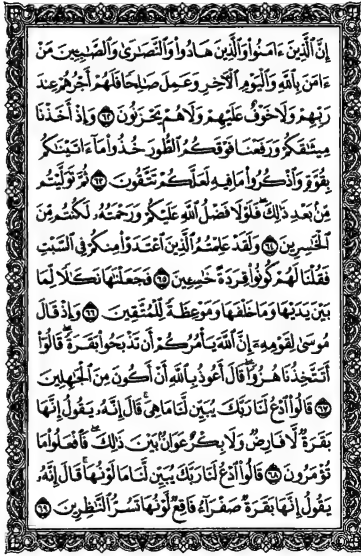 إِنَّ ٱلَّذِينَ ءَامَنُوا۟ وَٱلَّذِينَ هَادُوا۟ وَٱلنَّصَٰرَىٰ وَٱلصَّٰبِـِٔينَ مَنْ
ءَامَنَ بِٱللَّهِ وَٱلْيَوْمِ ٱلْءَاخِرِ وَعَمِلَ صَٰلِحًا فَلَهُمْ أَجْرُهُمْ عِندَ
رَبِّهِمْ وَلَا خَوْفٌ عَلَيْهِمْ وَلَا هُمْ يَحْزَنُونَ ٦٢ وَإِذْ أَخَذْنَا
مِيثَٰقَكُمْ وَرَفَعْنَا فَوْقَكُمُ ٱلطُّورَ خُذُوا۟ مَآ ءَاتَيْنَٰكُم
بِقُوَّةٍ وَٱذْكُرُوا۟ مَا فِيهِ لَعَلَّكُمْ تَتَّقُونَ ٦٣ ثُمَّ تَوَلَّيْتُم
مِّنۢ بَعْدِ ذَٰلِكَ ۖ فَلَوْلَا فَضْلُ ٱللَّهِ عَلَيْكُمْ وَرَحْمَتُهُۥ لَكُنتُم مِّنَ
ٱلْخَٰسِرِينَ ٦٤ وَلَقَدْ عَلِمْتُمُ ٱلَّذِينَ ٱعْتَدَوْا۟ مِنكُمْ فِى ٱلسَّبْتِ
فَقُلْنَا لَهُمْ كُونُوا۟ قِرَدَةً خَٰسِـِٔينَ ٦٥ فَجَعَلْنَٰهَا نَكَٰلًا لِّمَا
بَيْنَ يَدَيْهَا وَمَا خَلْفَهَا وَمَوْعِظَةً لِّلْمُتَّقِينَ ٦٦ وَإِذْ قَالَ
مُوسَىٰ لِقَوْمِهِۦٓ إِنَّ ٱللَّهَ يَأْمُرُكُمْ أَن تَذْبَحُوا۟ بَقَرَةً ۖ قَالُوٓا۟
أَتَتَّخِذُنَا هُزُوًا ۖ قَالَ أَعُوذُ بِٱللَّهِ أَنْ أَكُونَ مِنَ ٱلْجَٰهِلِينَ
٦٧ قَالُوا۟ ٱدْعُ لَنَا رَبَّكَ يُبَيِّن لَّنَا مَا هِىَ ۚ قَالَ إِنَّهُۥ يَقُولُ إِنَّهَا
بَقَرَةٌ لَّا فَارِضٌ وَلَا بِكْرٌ عَوَانٌۢ بَيْنَ ذَٰلِكَ ۖ فَٱفْعَلُوا۟ مَا
تُؤْمَرُونَ ٦٨ قَالُوا۟ ٱدْعُ لَنَا رَبَّكَ يُبَيِّن لَّنَا مَا لَوْنُهَا ۚ قَالَ إِنَّهُۥ
يَقُولُ إِنَّهَا بَقَرَةٌ صَفْرَآءُ فَاقِعٌ لَّوْنُهَا تَسُرُّ ٱلنَّٰظِرِينَ ٦٩